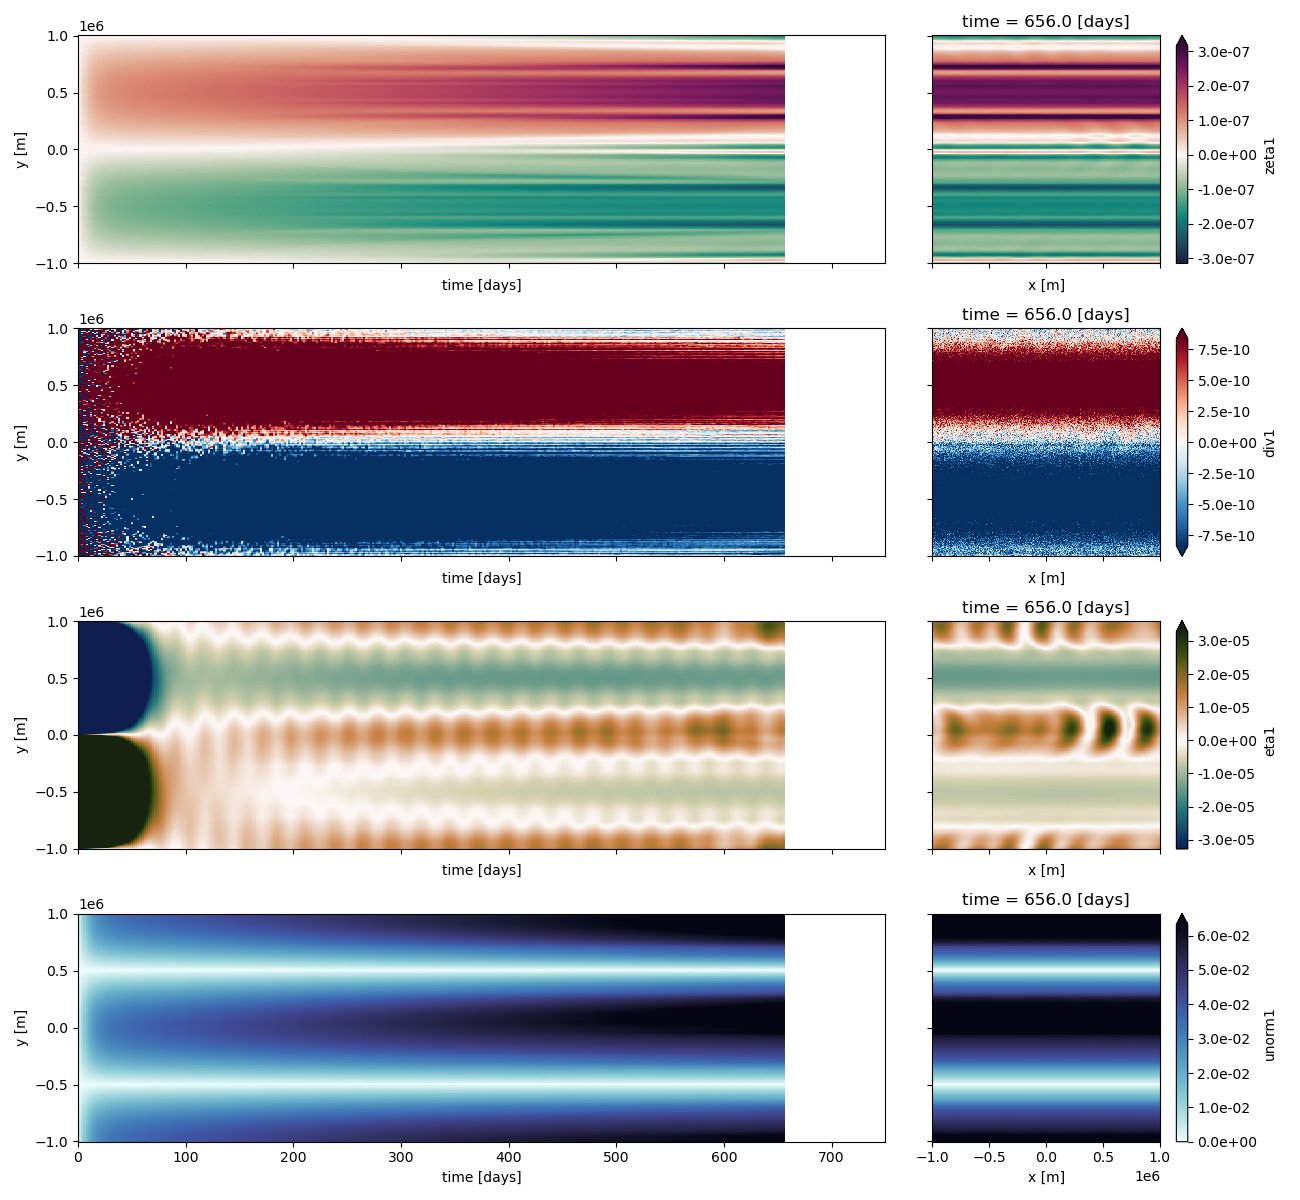 1e6
time = 656.0 [days]
1.0
0.5
0.0
−0.5
−1.0
y [m]
time [days]
x [m]
3.0e-07
2.0e-07
1.0e-07
0.0e+00
-1.0e-07
-2.0e-07
-3.0e-07
zeta1
1e6
time = 656.0 [days]
1.0
0.5
0.0
−0.5
−1.0
y [m]
time [days]
x [m]
7.5e-10
5.0e-10
2.5e-10
0.0e+00
-2.5e-10
-5.0e-10
-7.5e-10
div1
1e6
time = 656.0 [days]
1.0
0.5
0.0
−0.5
−1.0
y [m]
time [days]
x [m]
3.0e-05
2.0e-05
1.0e-05
0.0e+00
-1.0e-05
-2.0e-05
-3.0e-05
eta1
1e6
time = 656.0 [days]
1.0
0.5
0.0
−0.5
−1.0
y [m]
0 100 200 300 400 500 600 700
time [days]
−1.0 −0.5 0.0 0.5 1.0
x [m]
1e6
6.0e-02
5.0e-02
4.0e-02
3.0e-02
2.0e-02
1.0e-02
0.0e+00
unorm1